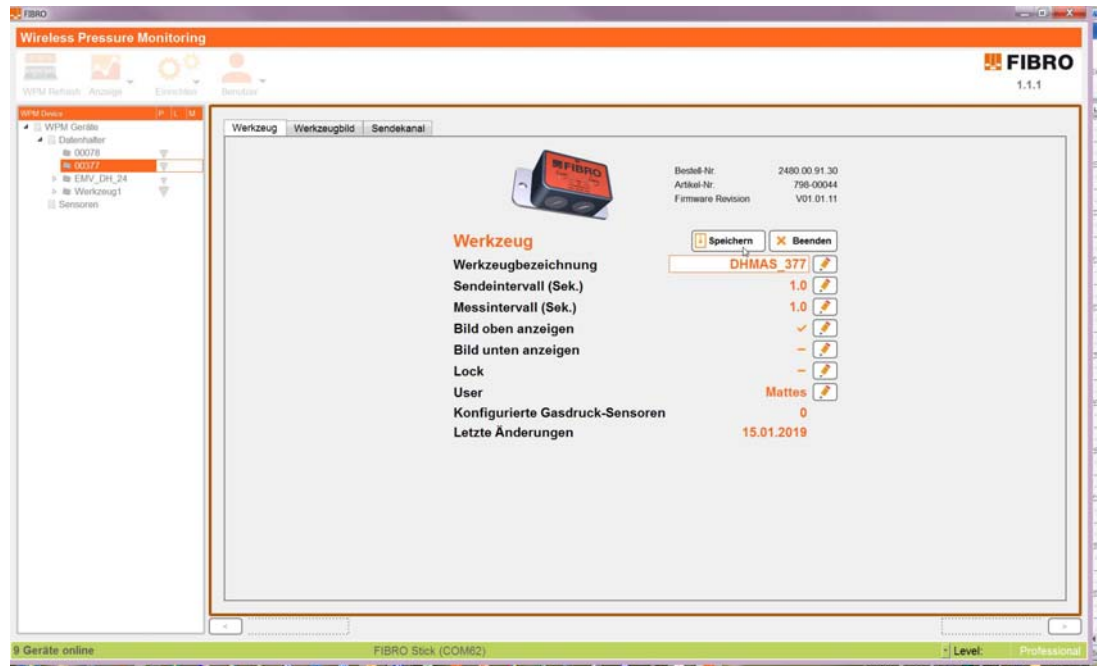 FIBRO
Wireless Pressure Monitoring
FIBRO
1.1.1
WPM Refresh Anzeige Einrichten Benutzer
WPM Device P L M
WPM Geräte
Datenhalter
00078
00377
EMV_DH_24
Werkzeug1
Sensoren
Werkzeug Werkzeugbild Sendekanal
FIBRO
Bestell-Nr. 2480.00.91.30
Artikel-Nr. 798-00044
Firmware Revision V01.01.11
Werkzeug Speichern Beenden
Werkzeugbezeichnung DHMAS_377
Sendeintervall (Sek.) 1.0
Messintervall (Sek.) 1.0
Bild oben anzeigen
Bild unten anzeigen –
Lock –
User Mattes
Konfigurierte Gasdruck-Sensoren 0
Letzte Änderungen 15.01.2019
< >
9 Geräte online FIBRO Stick (COM62) Level: Professional